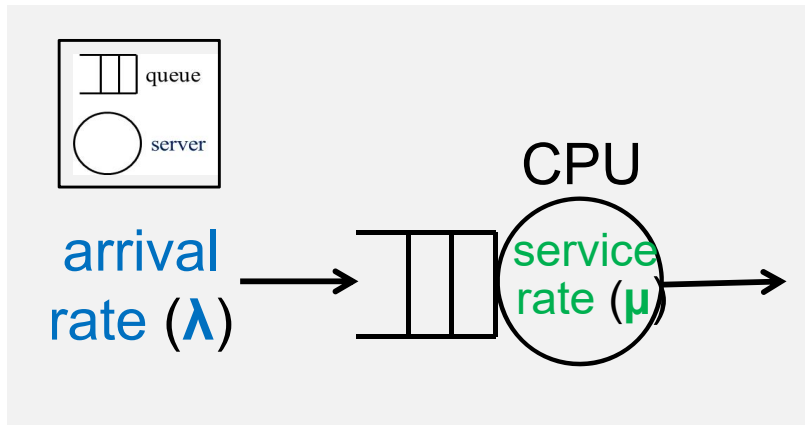 queue
server
CPU
arrival
rate (λ)
service
rate (μ)